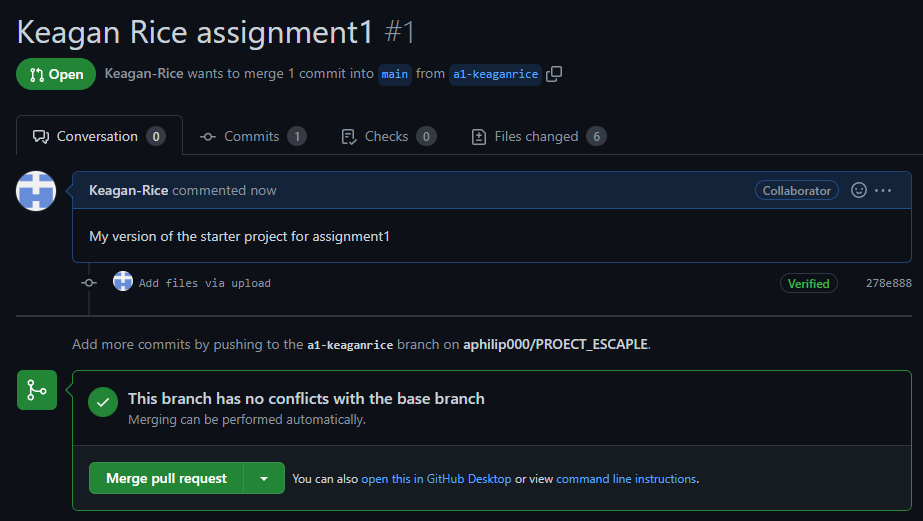 Keagan Rice assignment1 #1
Open Keagan-Rice wants to merge 1 commit into main from a1-keaganrice
Conversation 0 Commits 1 Checks 0 Files changed 6
Keagan-Rice commented now Collaborator
My version of the starter project for assignment1
Add files via upload Verified 278e888
Add more commits by pushing to the a1-keaganrice branch on aphilip000/PROECT_ESCAPLE.
This branch has no conflicts with the base branch
Merging can be performed automatically.
Merge pull request You can also open this in GitHub Desktop or view command line instructions.